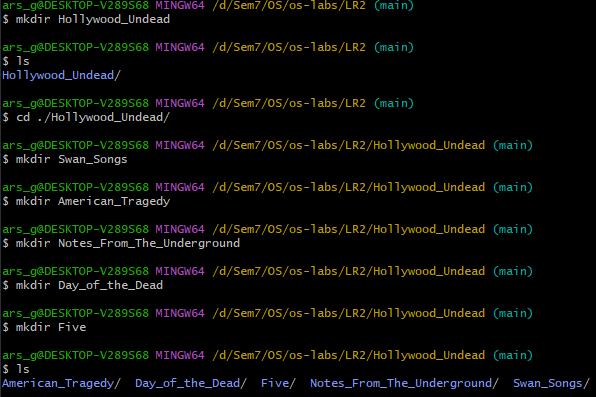 ars_g@DESKTOP-V289S68 MINGW64 /d/Sem7/OS/os-labs/LR2 (main)
$ mkdir Hollywood_Undead
ars_g@DESKTOP-V289S68 MINGW64 /d/Sem7/OS/os-labs/LR2 (main)
$ ls
Hollywood_Undead/
ars_g@DESKTOP-V289S68 MINGW64 /d/Sem7/OS/os-labs/LR2 (main)
$ cd ./Hollywood_Undead/
ars_g@DESKTOP-V289S68 MINGW64 /d/Sem7/OS/os-labs/LR2/Hollywood_Undead (main)
$ mkdir Swan_Songs
ars_g@DESKTOP-V289S68 MINGW64 /d/Sem7/OS/os-labs/LR2/Hollywood_Undead (main)
$ mkdir American_Tragedy
ars_g@DESKTOP-V289S68 MINGW64 /d/Sem7/OS/os-labs/LR2/Hollywood_Undead (main)
$ mkdir Notes_From_The_Underground
ars_g@DESKTOP-V289S68 MINGW64 /d/Sem7/OS/os-labs/LR2/Hollywood_Undead (main)
$ mkdir Day_of_the_Dead
ars_g@DESKTOP-V289S68 MINGW64 /d/Sem7/OS/os-labs/LR2/Hollywood_Undead (main)
$ mkdir Five
ars_g@DESKTOP-V289S68 MINGW64 /d/Sem7/OS/os-labs/LR2/Hollywood_Undead (main)
$ ls
American_Tragedy/  Day_of_the_Dead/  Five/  Notes_From_The_Underground/  Swan_Songs/